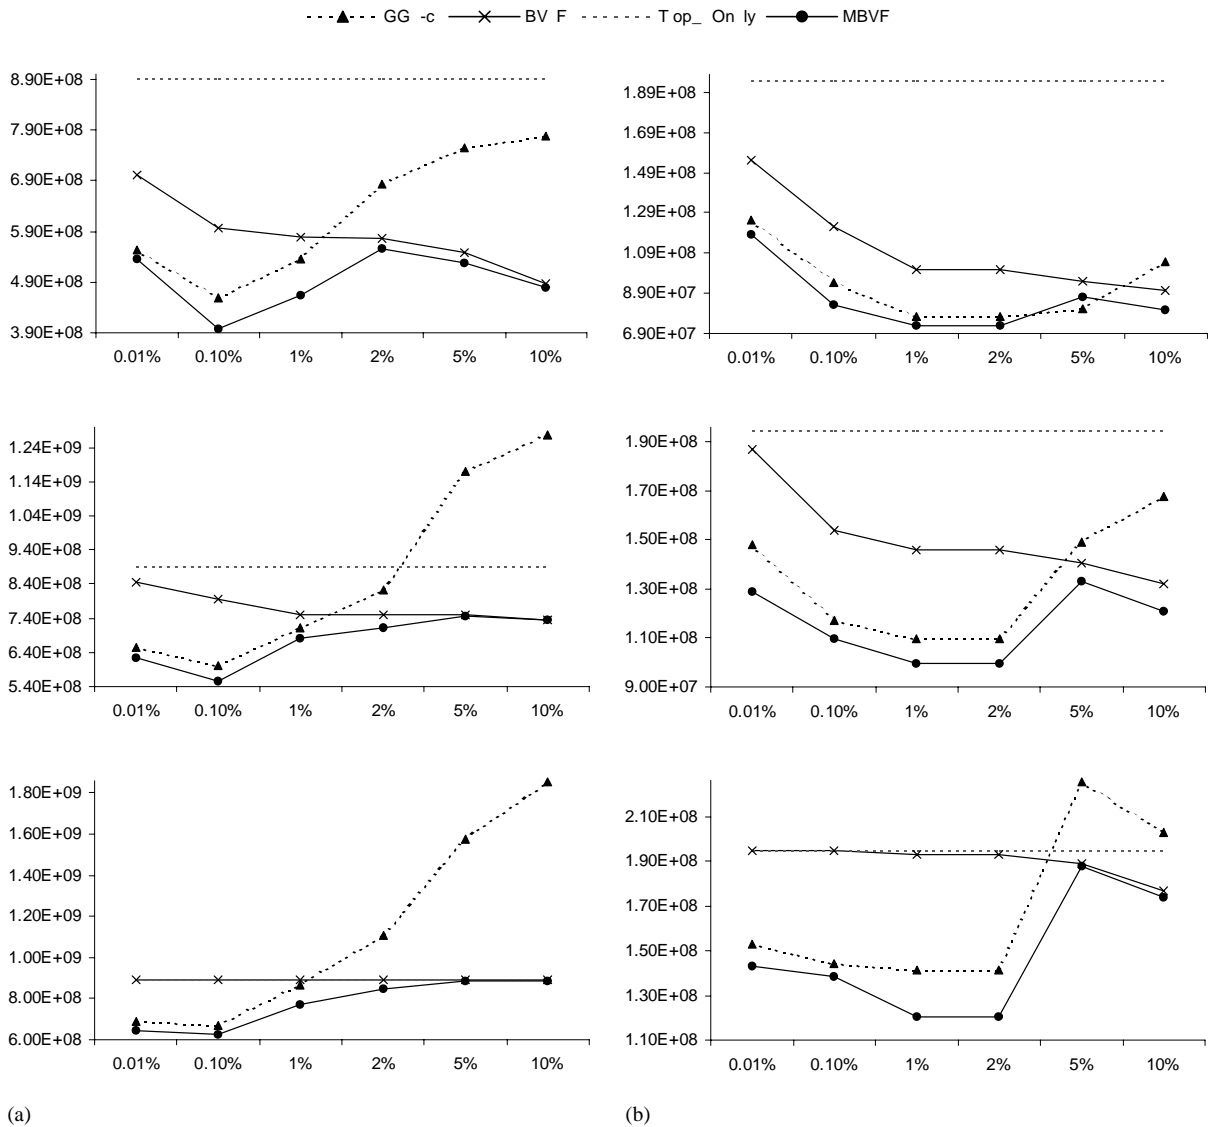 GG -c BV F T op_ On ly MBVF
8.90E+08
7.90E+08
6.90E+08
5.90E+08
4.90E+08
3.90E+08
0.01% 0.10% 1% 2% 5% 10%
1.89E+08
1.69E+08
1.49E+08
1.29E+08
1.09E+08
8.90E+07
6.90E+07
0.01% 0.10% 1% 2% 5% 10%
1.24E+09
1.14E+09
1.04E+09
9.40E+08
8.40E+08
7.40E+08
6.40E+08
5.40E+08
0.01% 0.10% 1% 2% 5% 10%
1.90E+08
1.70E+08
1.50E+08
1.30E+08
1.10E+08
9.00E+07
0.01% 0.10% 1% 2% 5% 10%
1.80E+09
1.60E+09
1.40E+09
1.20E+09
1.00E+09
8.00E+08
6.00E+08
0.01% 0.10% 1% 2% 5% 10%
2.10E+08
1.90E+08
1.70E+08
1.50E+08
1.30E+08
1.10E+08
0.01% 0.10% 1% 2% 5% 10%
(a) (b)